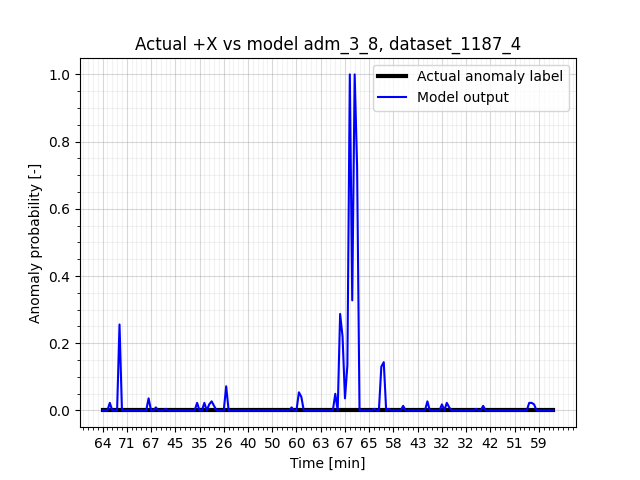 Actual +X vs model adm_3_8, dataset_1187_4
Actual anomaly label
Model output
Anomaly probability [-]
1.0
0.8
0.6
0.4
0.2
0.0
64 71 67 45 35 26 40 50 60 63 67 65 58 43 32 32 42 51 59
Time [min]